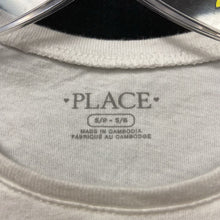 PLACE
S/P - 5/6
MADE IN CAMBODIA
FABRIQUÉ AU CAMBODGE